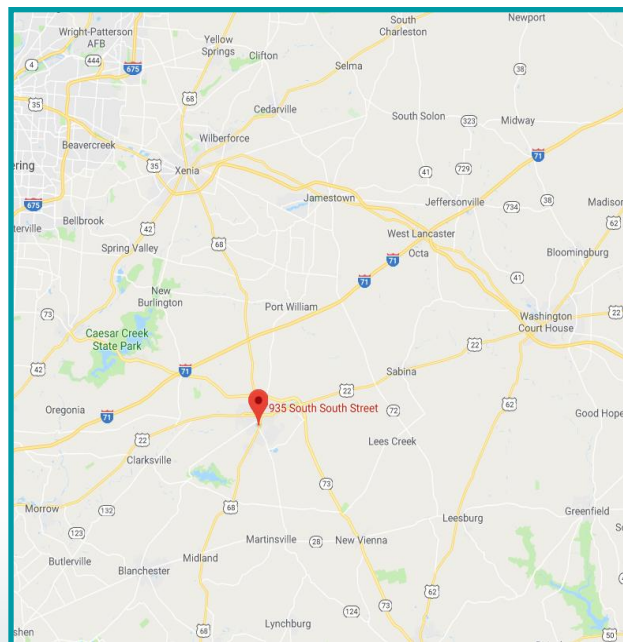 South
Charleston
Newport
Wright-Patterson
AFB
Yellow
Springs
Clifton
4
444
675
Selma
38
35
68
Cedarville
South Solon
323
Midway
Wilberforce
Beavercreek
35
71
ering
Xenia
41
729
Jamestown
Jeffersonville
38
675
734
Madiso
Bellbrook
terville
42
68
West Lancaster
62
Spring Valley
Octa
Bloomingburg
71
41
New
Burlington
71
Port William
73
Washington
Court House
22
62
Caesar Creek
State Park
22
42
71
Sabina
22
Oregonia
935 South South Street
72
62
71
Good Hope
22
Lees Creek
Clarksville
73
Morrow
132
68
Leesburg
Greenfield
123
Martinsville
28
New Vienna
Butlerville
Midland
Blanchester
62
124
73
Lynchburg
shen
68
50